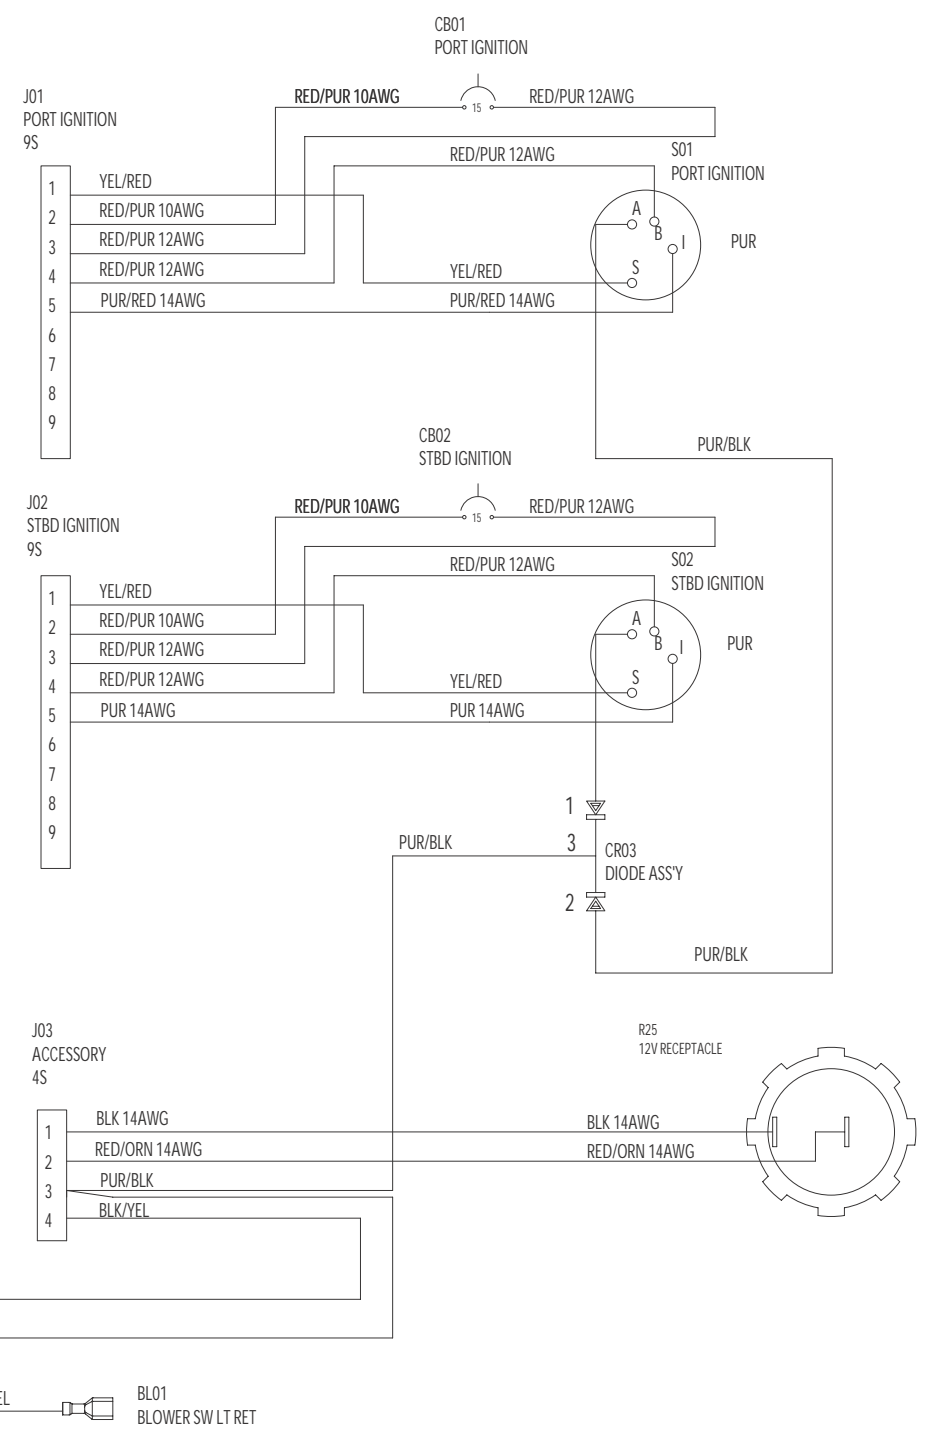 CB01
PORT IGNITION
J01
PORT IGNITION
9S
RED/PUR 10AWG
15
RED/PUR 12AWG
RED/PUR 12AWG
S01
PORT IGNITION
1
YEL/RED
2
RED/PUR 10AWG
3
RED/PUR 12AWG
4
RED/PUR 12AWG
5
PUR/RED 14AWG
6
7
8
9
A
B
I
S
PUR
YEL/RED
PUR/RED 14AWG
PUR/BLK
CB02
STBD IGNITION
J02
STBD IGNITION
9S
RED/PUR 10AWG
15
RED/PUR 12AWG
RED/PUR 12AWG
S02
STBD IGNITION
1
YEL/RED
2
RED/PUR 10AWG
3
RED/PUR 12AWG
4
RED/PUR 12AWG
5
PUR 14AWG
6
7
8
9
A
B
I
S
PUR
YEL/RED
PUR 14AWG
1
PUR/BLK
3
CR03
DIODE ASS'Y
2
PUR/BLK
J03
ACCESSORY
4S
R25
12V RECEPTACLE
1
BLK 14AWG
BLK 14AWG
2
RED/ORN 14AWG
RED/ORN 14AWG
3
PUR/BLK
4
BLK/YEL
EL
BL01
BLOWER SW LT RET